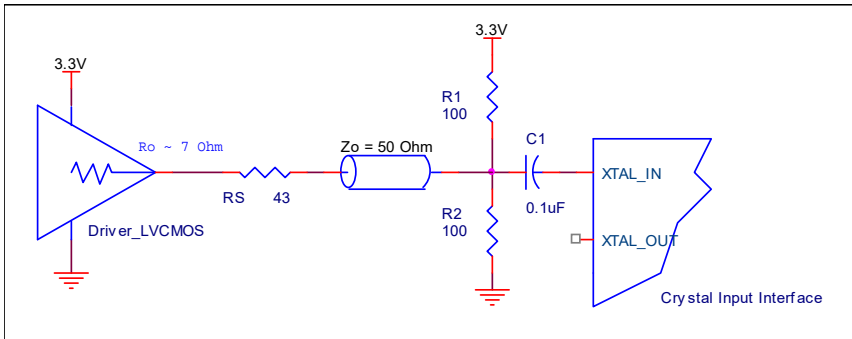 3.3V
3.3V
R1
100
Ro ~ 7 Ohm
Zo = 50 Ohm
C1
XTAL_IN
RS 43
0.1uF
R2
100
Driver_LVCMOS
XTAL_OUT
Crystal Input Interface